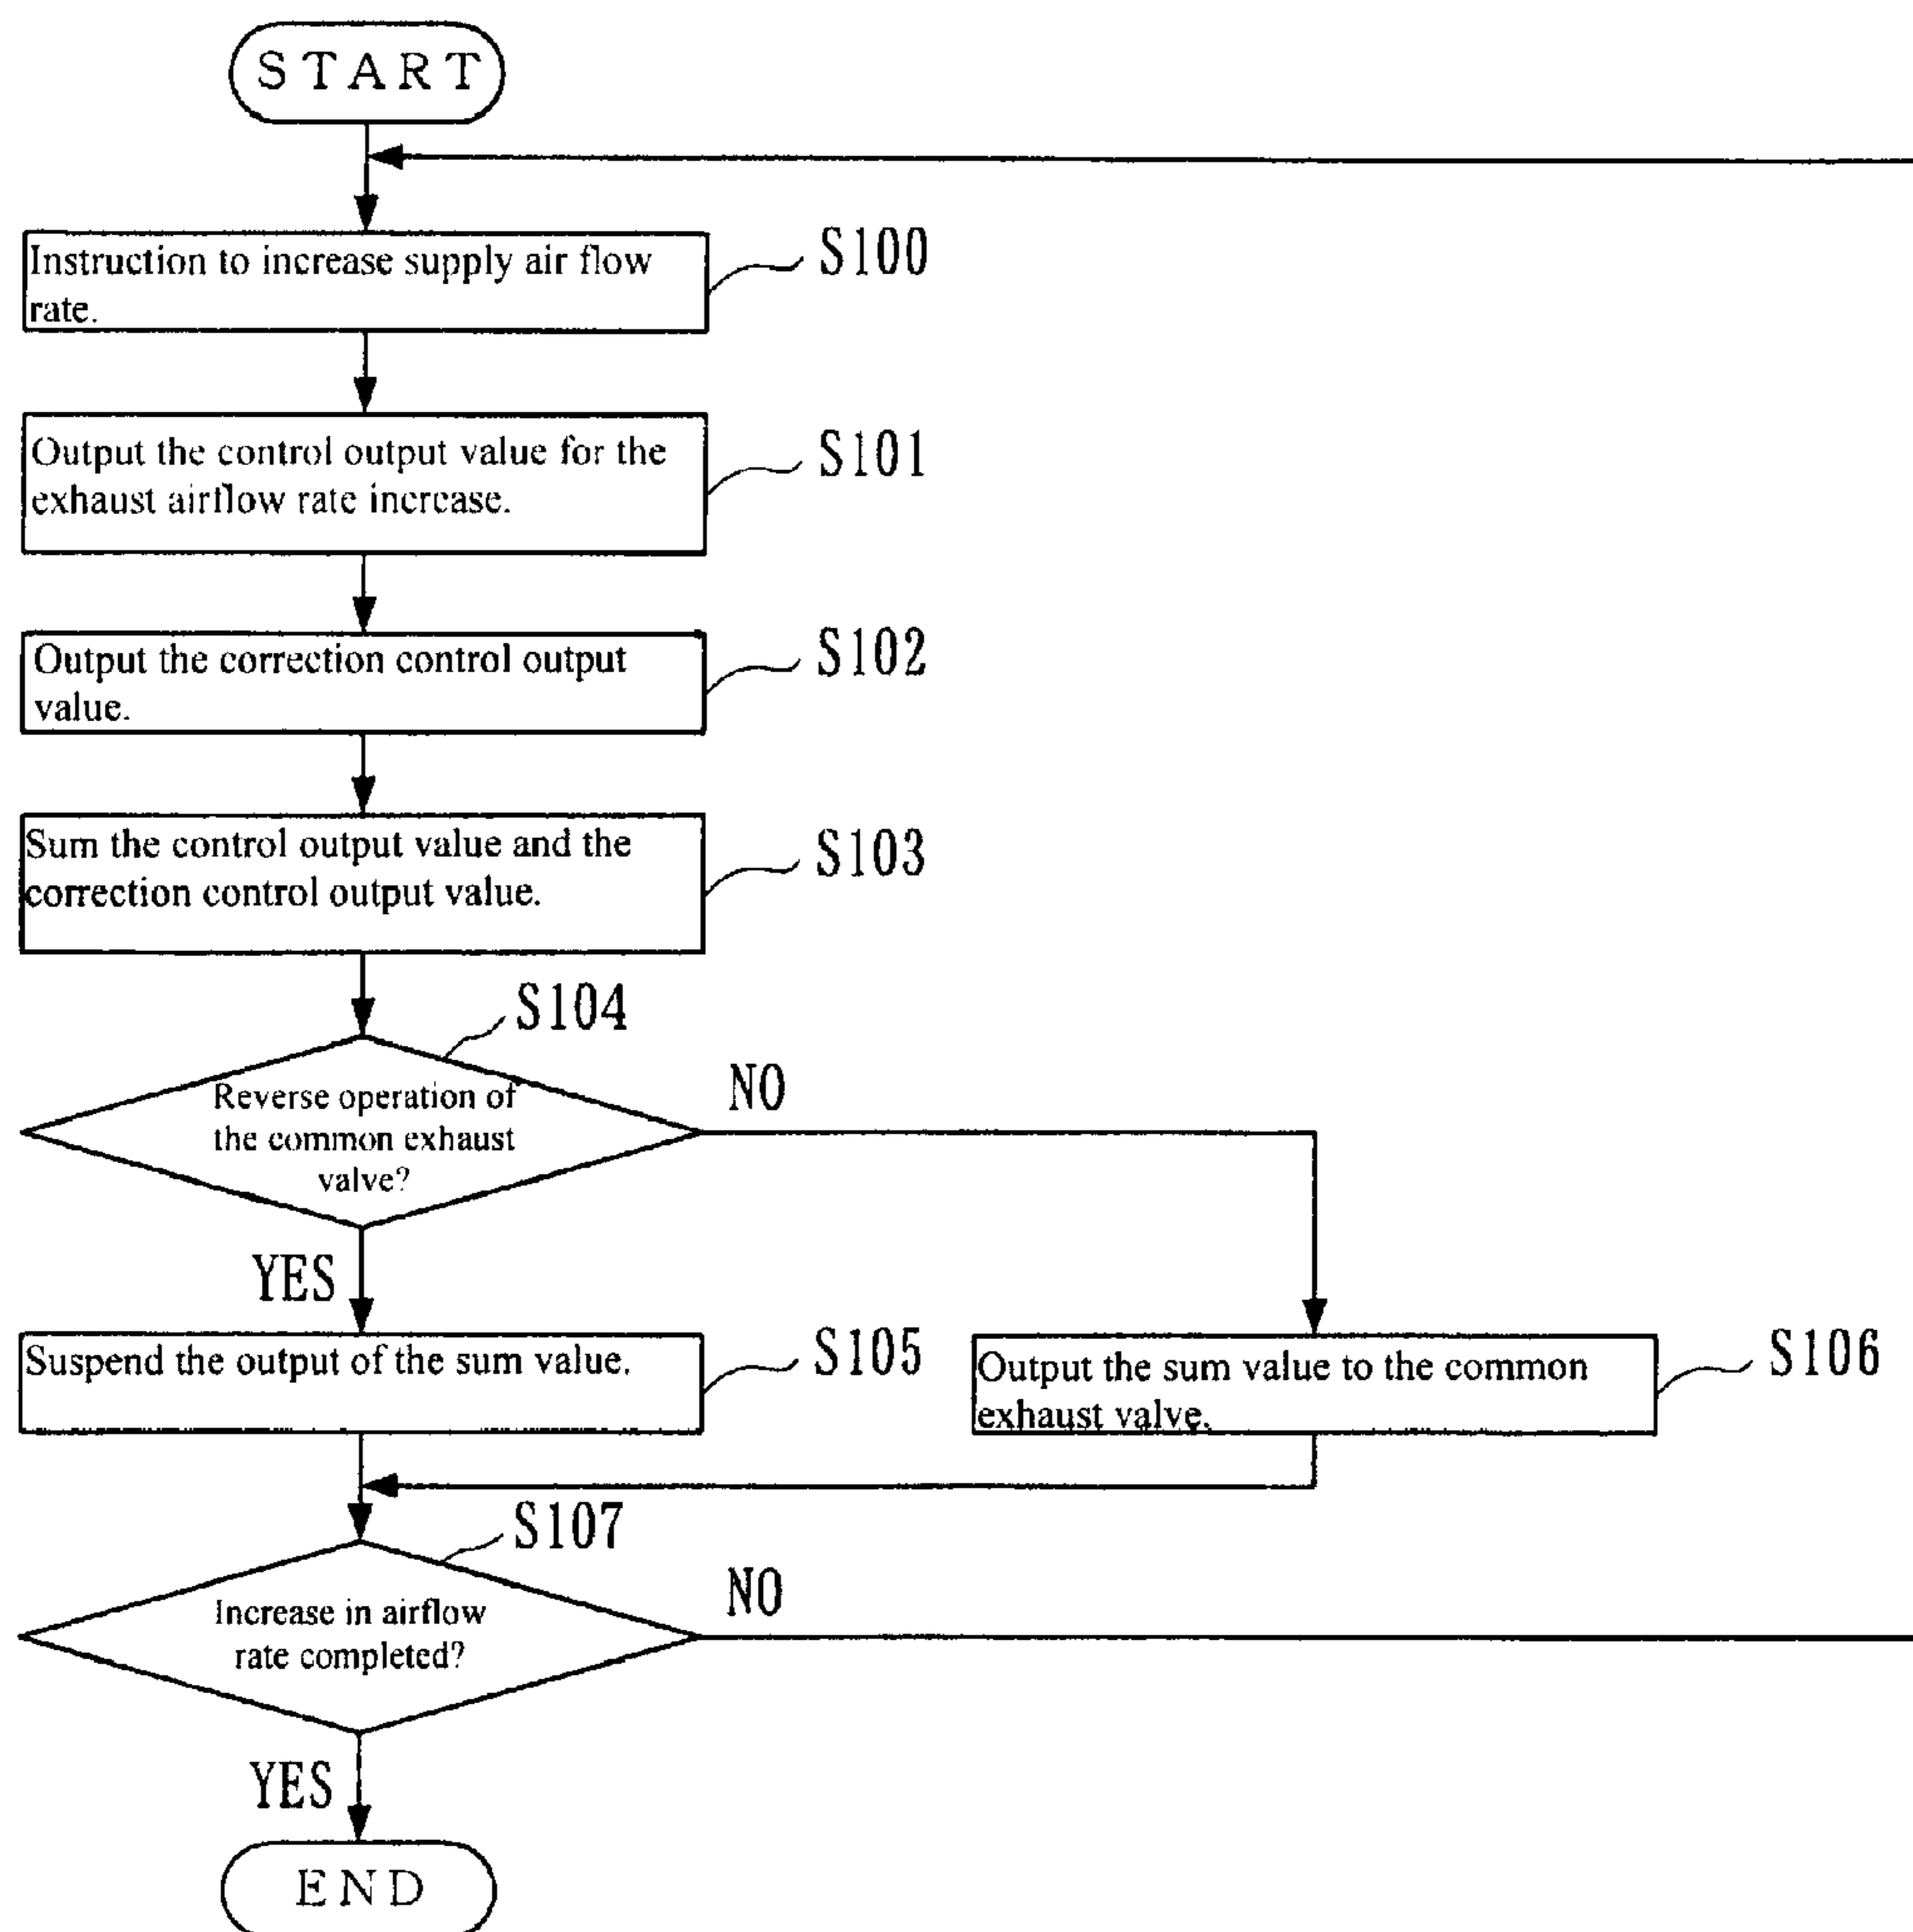 START
Instruction to increase supply air flow
rate.
S100
Output the control output value for the
exhaust airflow rate increase.
S101
Output the correction control output
value.
S102
Sum the control output value and the
correction control output value.
S103
S104
Reverse operation of
the common exhaust
valve?
NO
YES
Suspend the output of the sum value.
S105
Output the sum value to the common
exhaust valve.
S106
S107
Increase in airflow
rate completed?
NO
YES
END